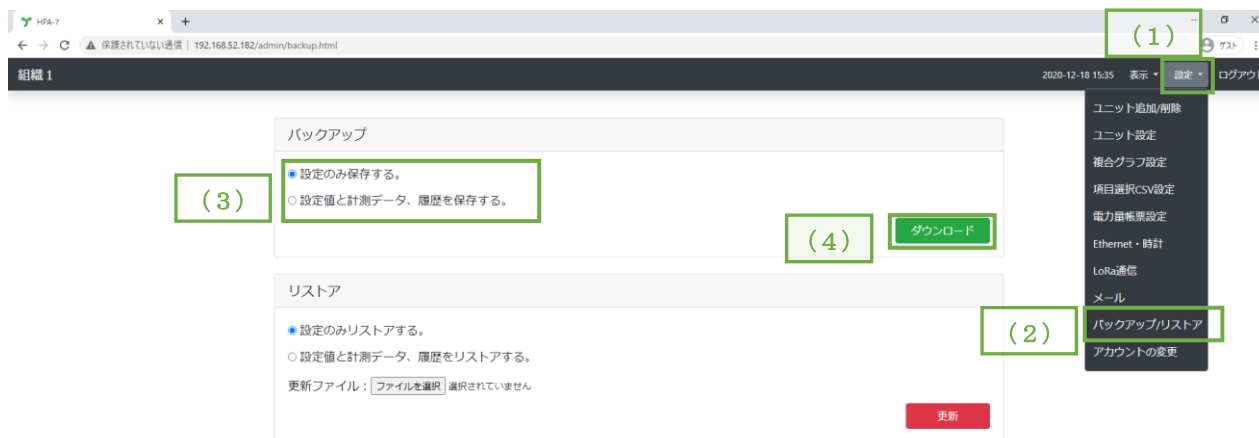 HPA-7
保護されていない通信 | 192.168.52.182/admin/backup.html
ゲスト
(1)
組織 1
2020-12-18 15:35 表示 設定 ログアウト
ユニット追加/削除
ユニット設定
複合グラフ設定
項目選択CSV設定
電力量帳票設定
Ethernet・時計
LoRa通信
メール
バックアップ/リストア
アカウントの変更
(2)
バックアップ
設定のみ保存する。
設定値と計測データ、履歴を保存する。
(3)
ダウンロード
(4)
リストア
設定のみリストアする。
設定値と計測データ、履歴をリストアする。
更新ファイル： ファイルを選択 選択されていません
更新